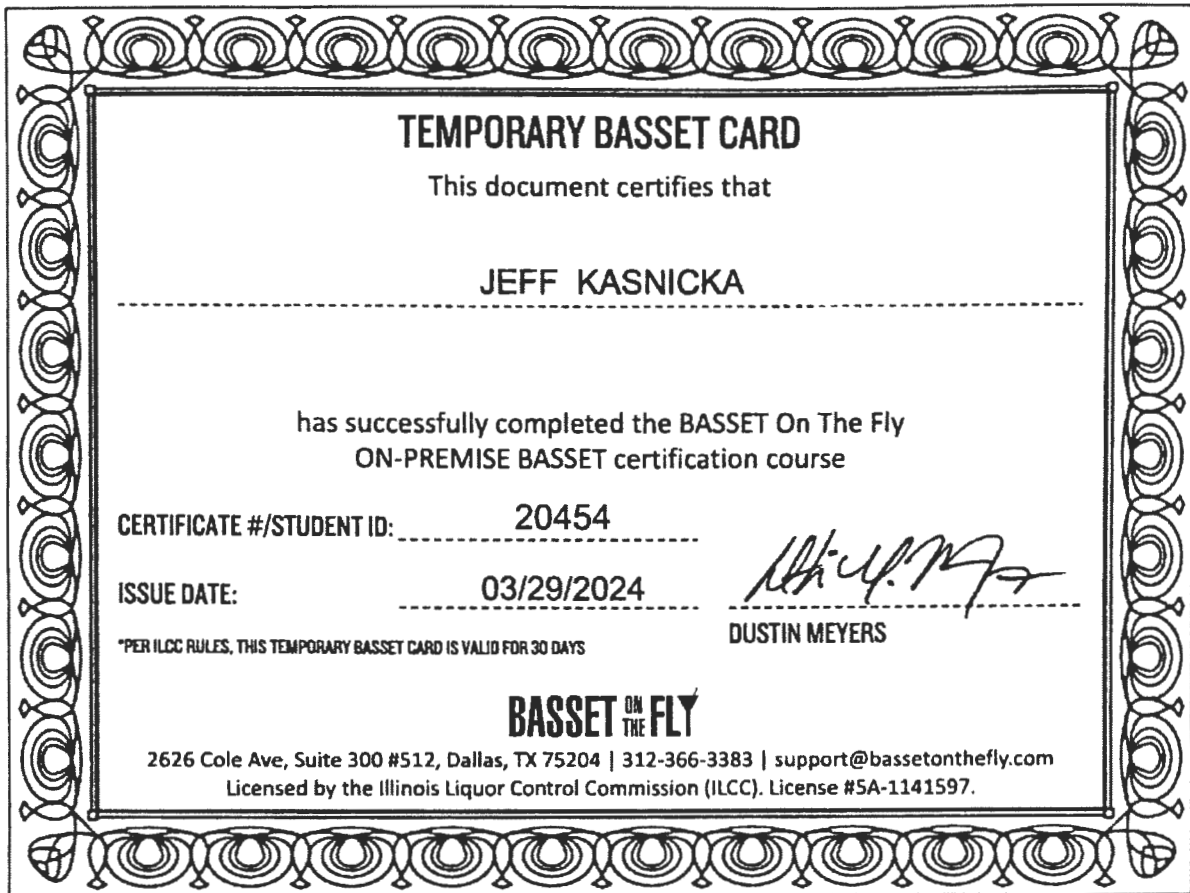 TEMPORARY BASSET CARD
This document certifies that
JEFF KASNICKA
has successfully completed the BASSET On The Fly
ON-PREMISE BASSET certification course
CERTIFICATE #/STUDENT ID: 20454
ISSUE DATE: 03/29/2024
DUSTIN MEYERS
*PER ILCC RULES, THIS TEMPORARY BASSET CARD IS VALID FOR 30 DAYS
BASSET ON THE FLY
2626 Cole Ave, Suite 300 #512, Dallas, TX 75204 | 312-366-3383 | support@bassetonthefly.com
Licensed by the Illinois Liquor Control Commission (ILCC). License #5A-1141597.